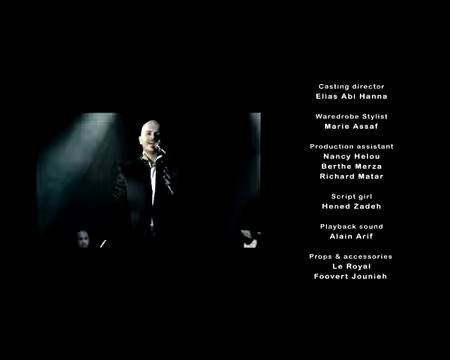 Casting director
Elias Abi Hanna
Waredrobe Stylist
Marie Assaf
Production assistant
Nancy Helou
Berthe Merza
Richard Matar
Script girl
Hened Zadeh
Playback sound
Alain Arif
Props & accessories
Le Royal
Foovert Jounieh